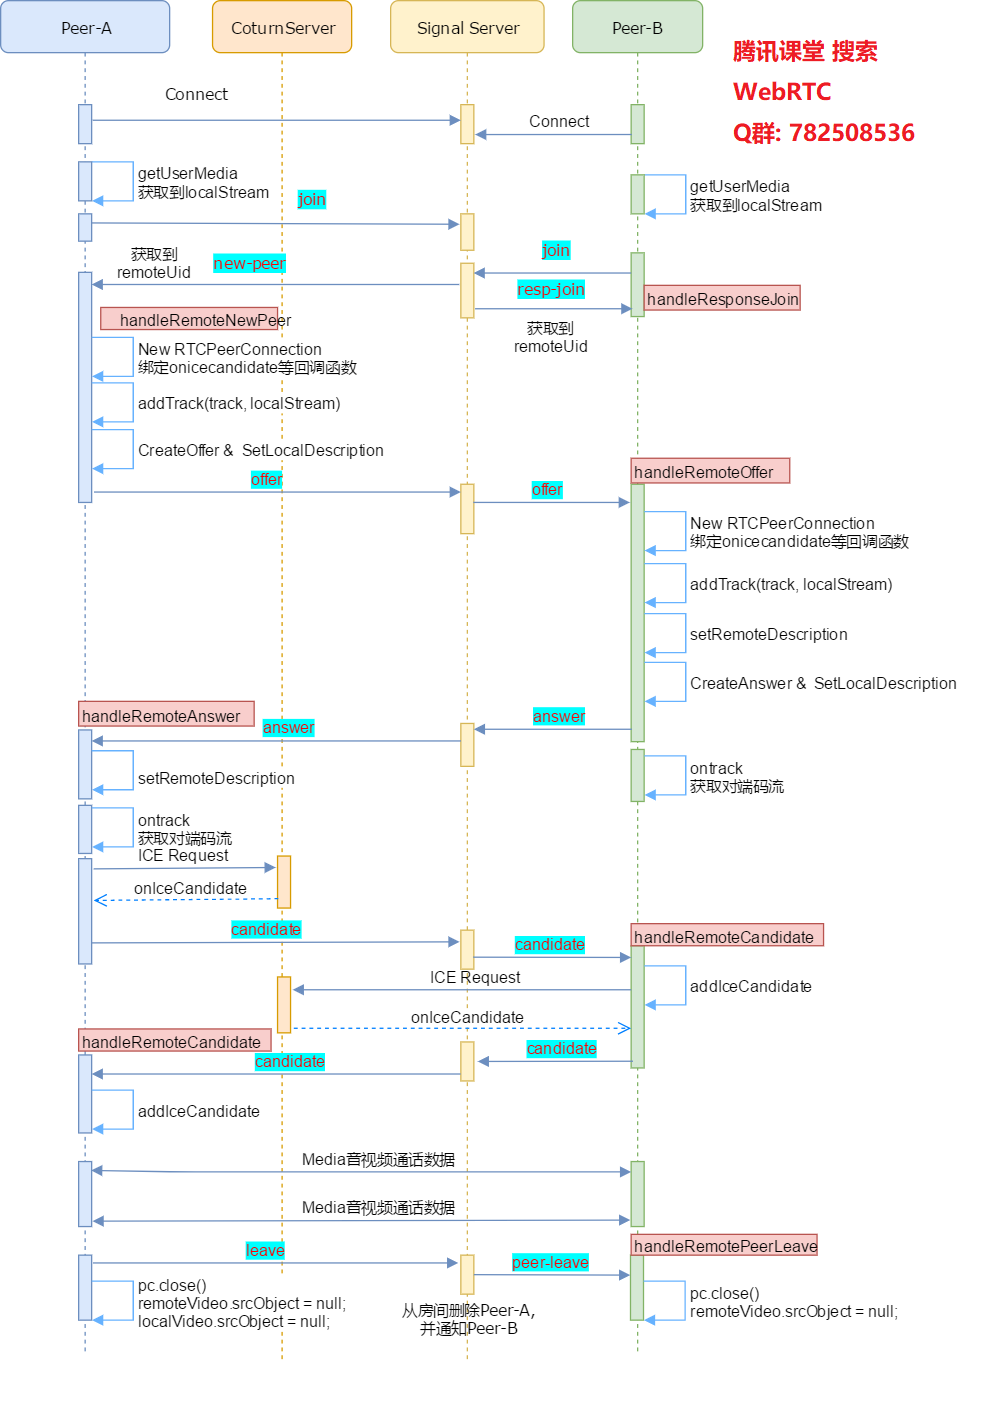 Peer-A
CoturnServer
Signal Server
Peer-B
腾讯课堂 搜索
WebRTC
Q群: 782508536
Connect
Connect
getUserMedia
获取到localStream
getUserMedia
获取到localStream
join
join
获取到
remoteUid
new-peer
resp-join
handleResponseJoin
handleRemoteNewPeer
获取到
remoteUid
New RTCPeerConnection
绑定onicecandidate等回调函数
addTrack(track, localStream)
CreateOffer & SetLocalDescription
offer
handleRemoteOffer
offer
New RTCPeerConnection
绑定onicecandidate等回调函数
addTrack(track, localStream)
setRemoteDescription
CreateAnswer & SetLocalDescription
handleRemoteAnswer
answer
answer
setRemoteDescription
ontrack
获取对端码流
ontrack
获取对端码流
ICE Request
onIceCandidate
candidate
candidate
handleRemoteCandidate
ICE Request
addIceCandidate
onIceCandidate
handleRemoteCandidate
candidate
candidate
addIceCandidate
Media音视频通话数据
Media音视频通话数据
leave
peer-leave
handleRemotePeerLeave
pc.close()
remoteVideo.srcObject = null;
localVideo.srcObject = null;
从房间删除Peer-A,
并通知Peer-B
pc.close()
remoteVideo.srcObject = null;